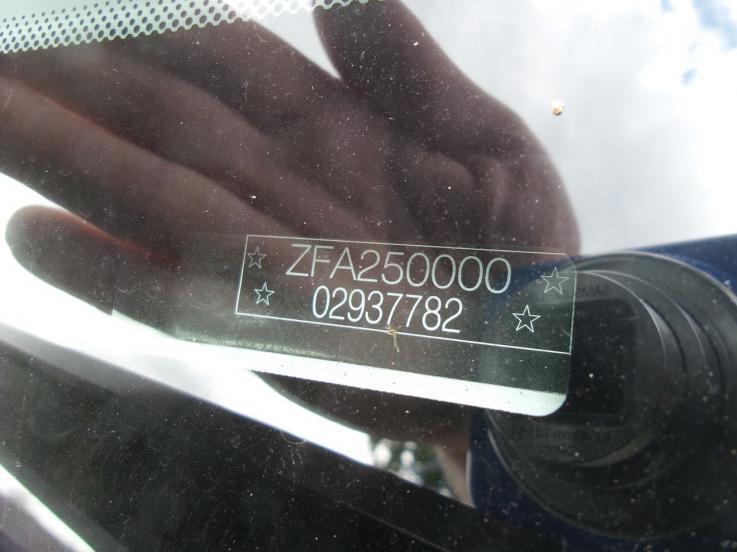 ☆ ZFA250000 ☆
☆ 02937782 ☆